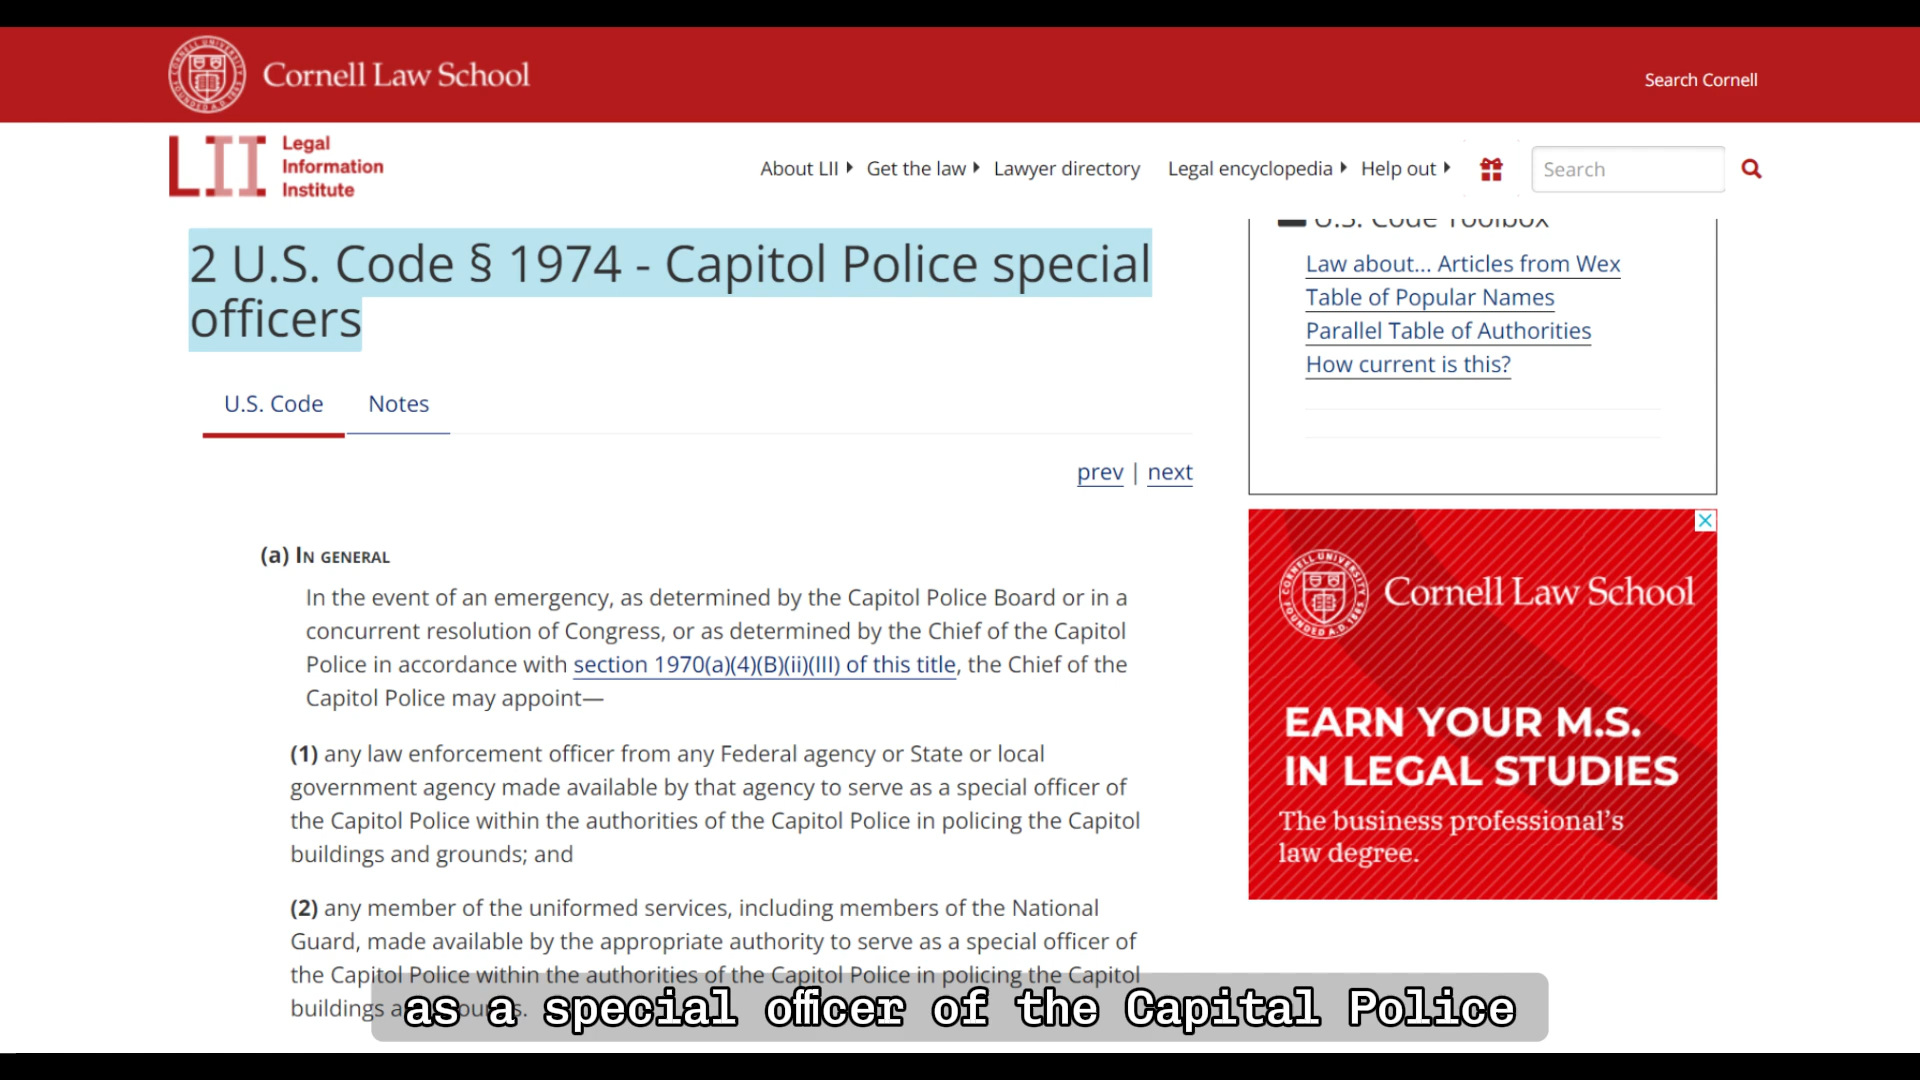 Cornell Law School
Search Cornell
LII
Legal
Information
Institute
About LII
Get the law
Lawyer directory
Legal encyclopedia
Help out
Search
2 U.S. Code § 1974 - Capitol Police special
officers
U.S. Code
Notes
prev | next
(a) In general
In the event of an emergency, as determined by the Capitol Police Board or in a
concurrent resolution of Congress, or as determined by the Chief of the Capitol
Police in accordance with section 1970(a)(4)(B)(ii)(III) of this title, the Chief of the
Capitol Police may appoint—
(1) any law enforcement officer from any Federal agency or State or local
government agency made available by that agency to serve as a special officer of
the Capitol Police within the authorities of the Capitol Police in policing the Capitol
buildings and grounds; and
(2) any member of the uniformed services, including members of the National
Guard, made available by the appropriate authority to serve as a special officer of
the Capitol Police within the authorities of the Capitol Police in policing the Capitol
buildings
as a special officer of the Capital Police
U.S. Code Toolbox
Law about... Articles from Wex
Table of Popular Names
Parallel Table of Authorities
How current is this?
Cornell Law School
EARN YOUR M.S.
IN LEGAL STUDIES
The business professional's
law degree.